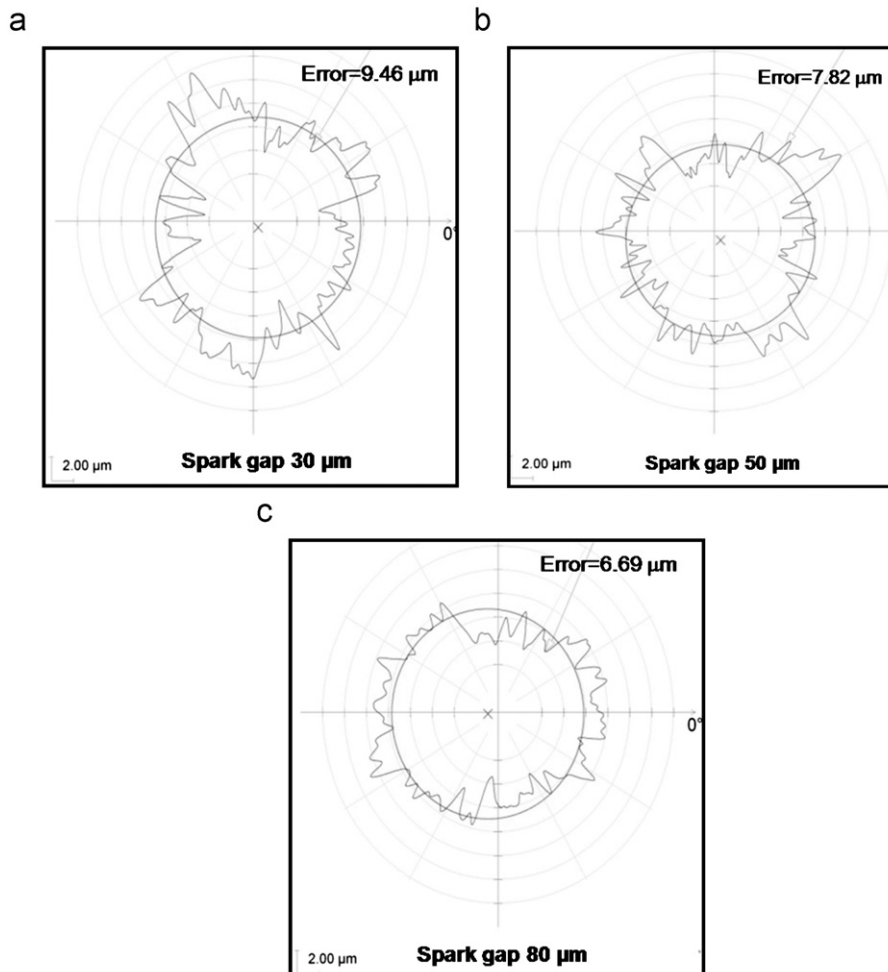 a
Error=9.46 µm
0°
2.00 µm
Spark gap 30 µm
b
Error=7.82 µm
2.00 µm
Spark gap 50 µm
c
Error=6.69 µm
0°
2.00 µm
Spark gap 80 µm